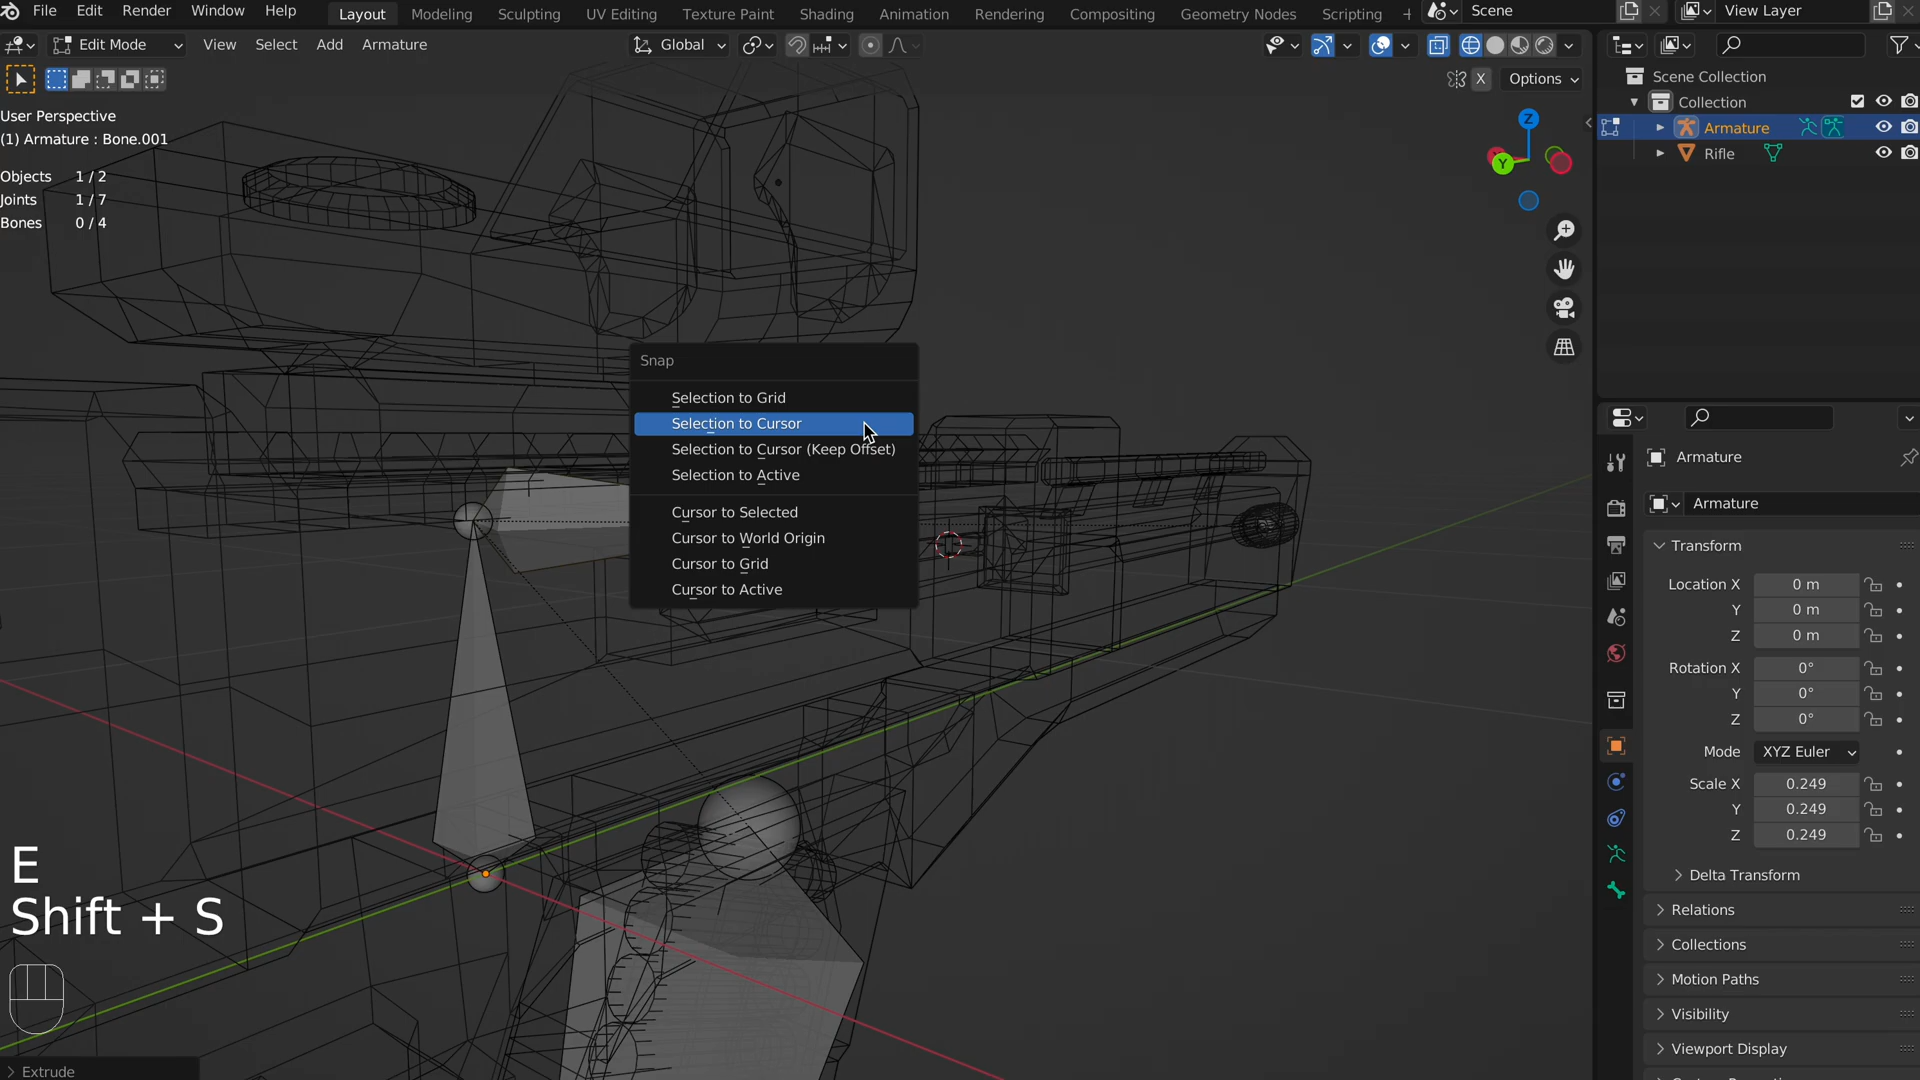 File Edit Render Window Help Layout Modeling Sculpting UV Editing Texture Paint Shading Animation Rendering Compositing Geometry Nodes Scripting + Scene View Layer
Edit Mode View Select Add Armature Global
X Options
User Perspective
(1) Armature : Bone.001
Objects 1 / 2
Joints 1 / 7
Bones 0 / 4
Z
Y
Snap
Selection to Grid
Selection to Cursor
Selection to Cursor (Keep Offset)
Selection to Active
Cursor to Selected
Cursor to World Origin
Cursor to Grid
Cursor to Active
E
Shift + S
Extrude
Scene Collection
Collection
Armature
Rifle
Armature
Armature
Transform
Location X 0 m
Y 0 m
Z 0 m
Rotation X 0°
Y 0°
Z 0°
Mode XYZ Euler
Scale X 0.249
Y 0.249
Z 0.249
Delta Transform
Relations
Collections
Motion Paths
Visibility
Viewport Display